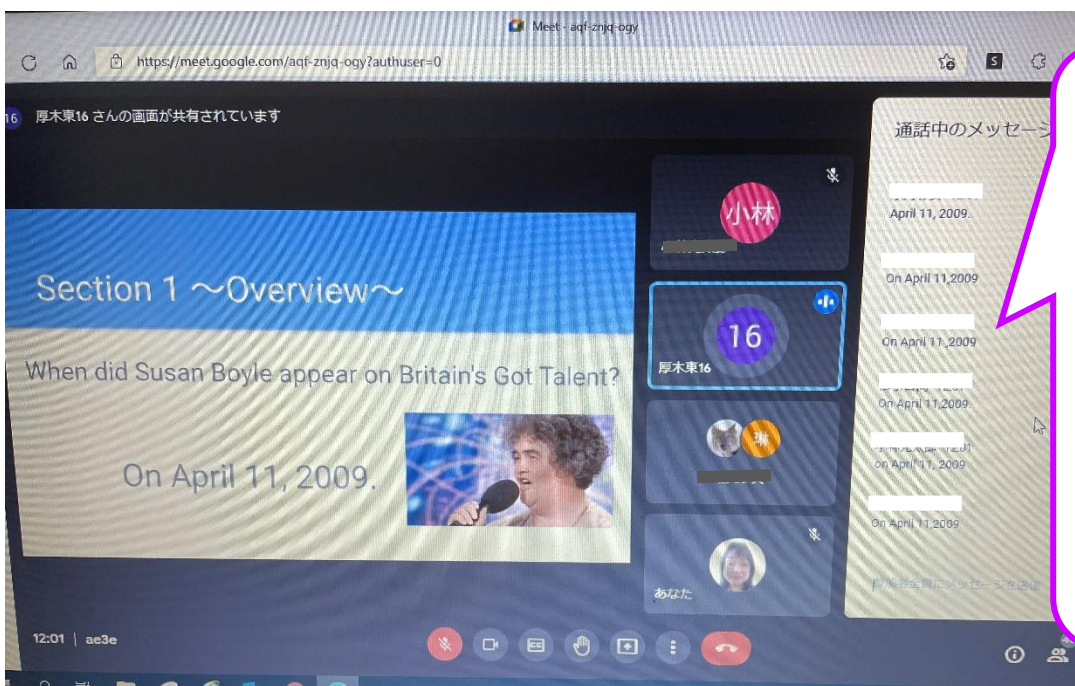 Meet - aqf-znjq-ogy
https://meet.google.com/aqf-znjq-ogy?authuser=0
S
16 厚木東16 さんの画面が共有されています
通話中のメッセージ
Section 1 ～Overview～
When did Susan Boyle appear on Britain's Got Talent?
On April 11, 2009.
小林
16
厚木東16
琳
あなた
April 11, 2009.
On April 11,2009
On April 11 ,2009
On April 11,2009.
on April 11, 2009
On April 11,2009
12:01 | ae3e
CC